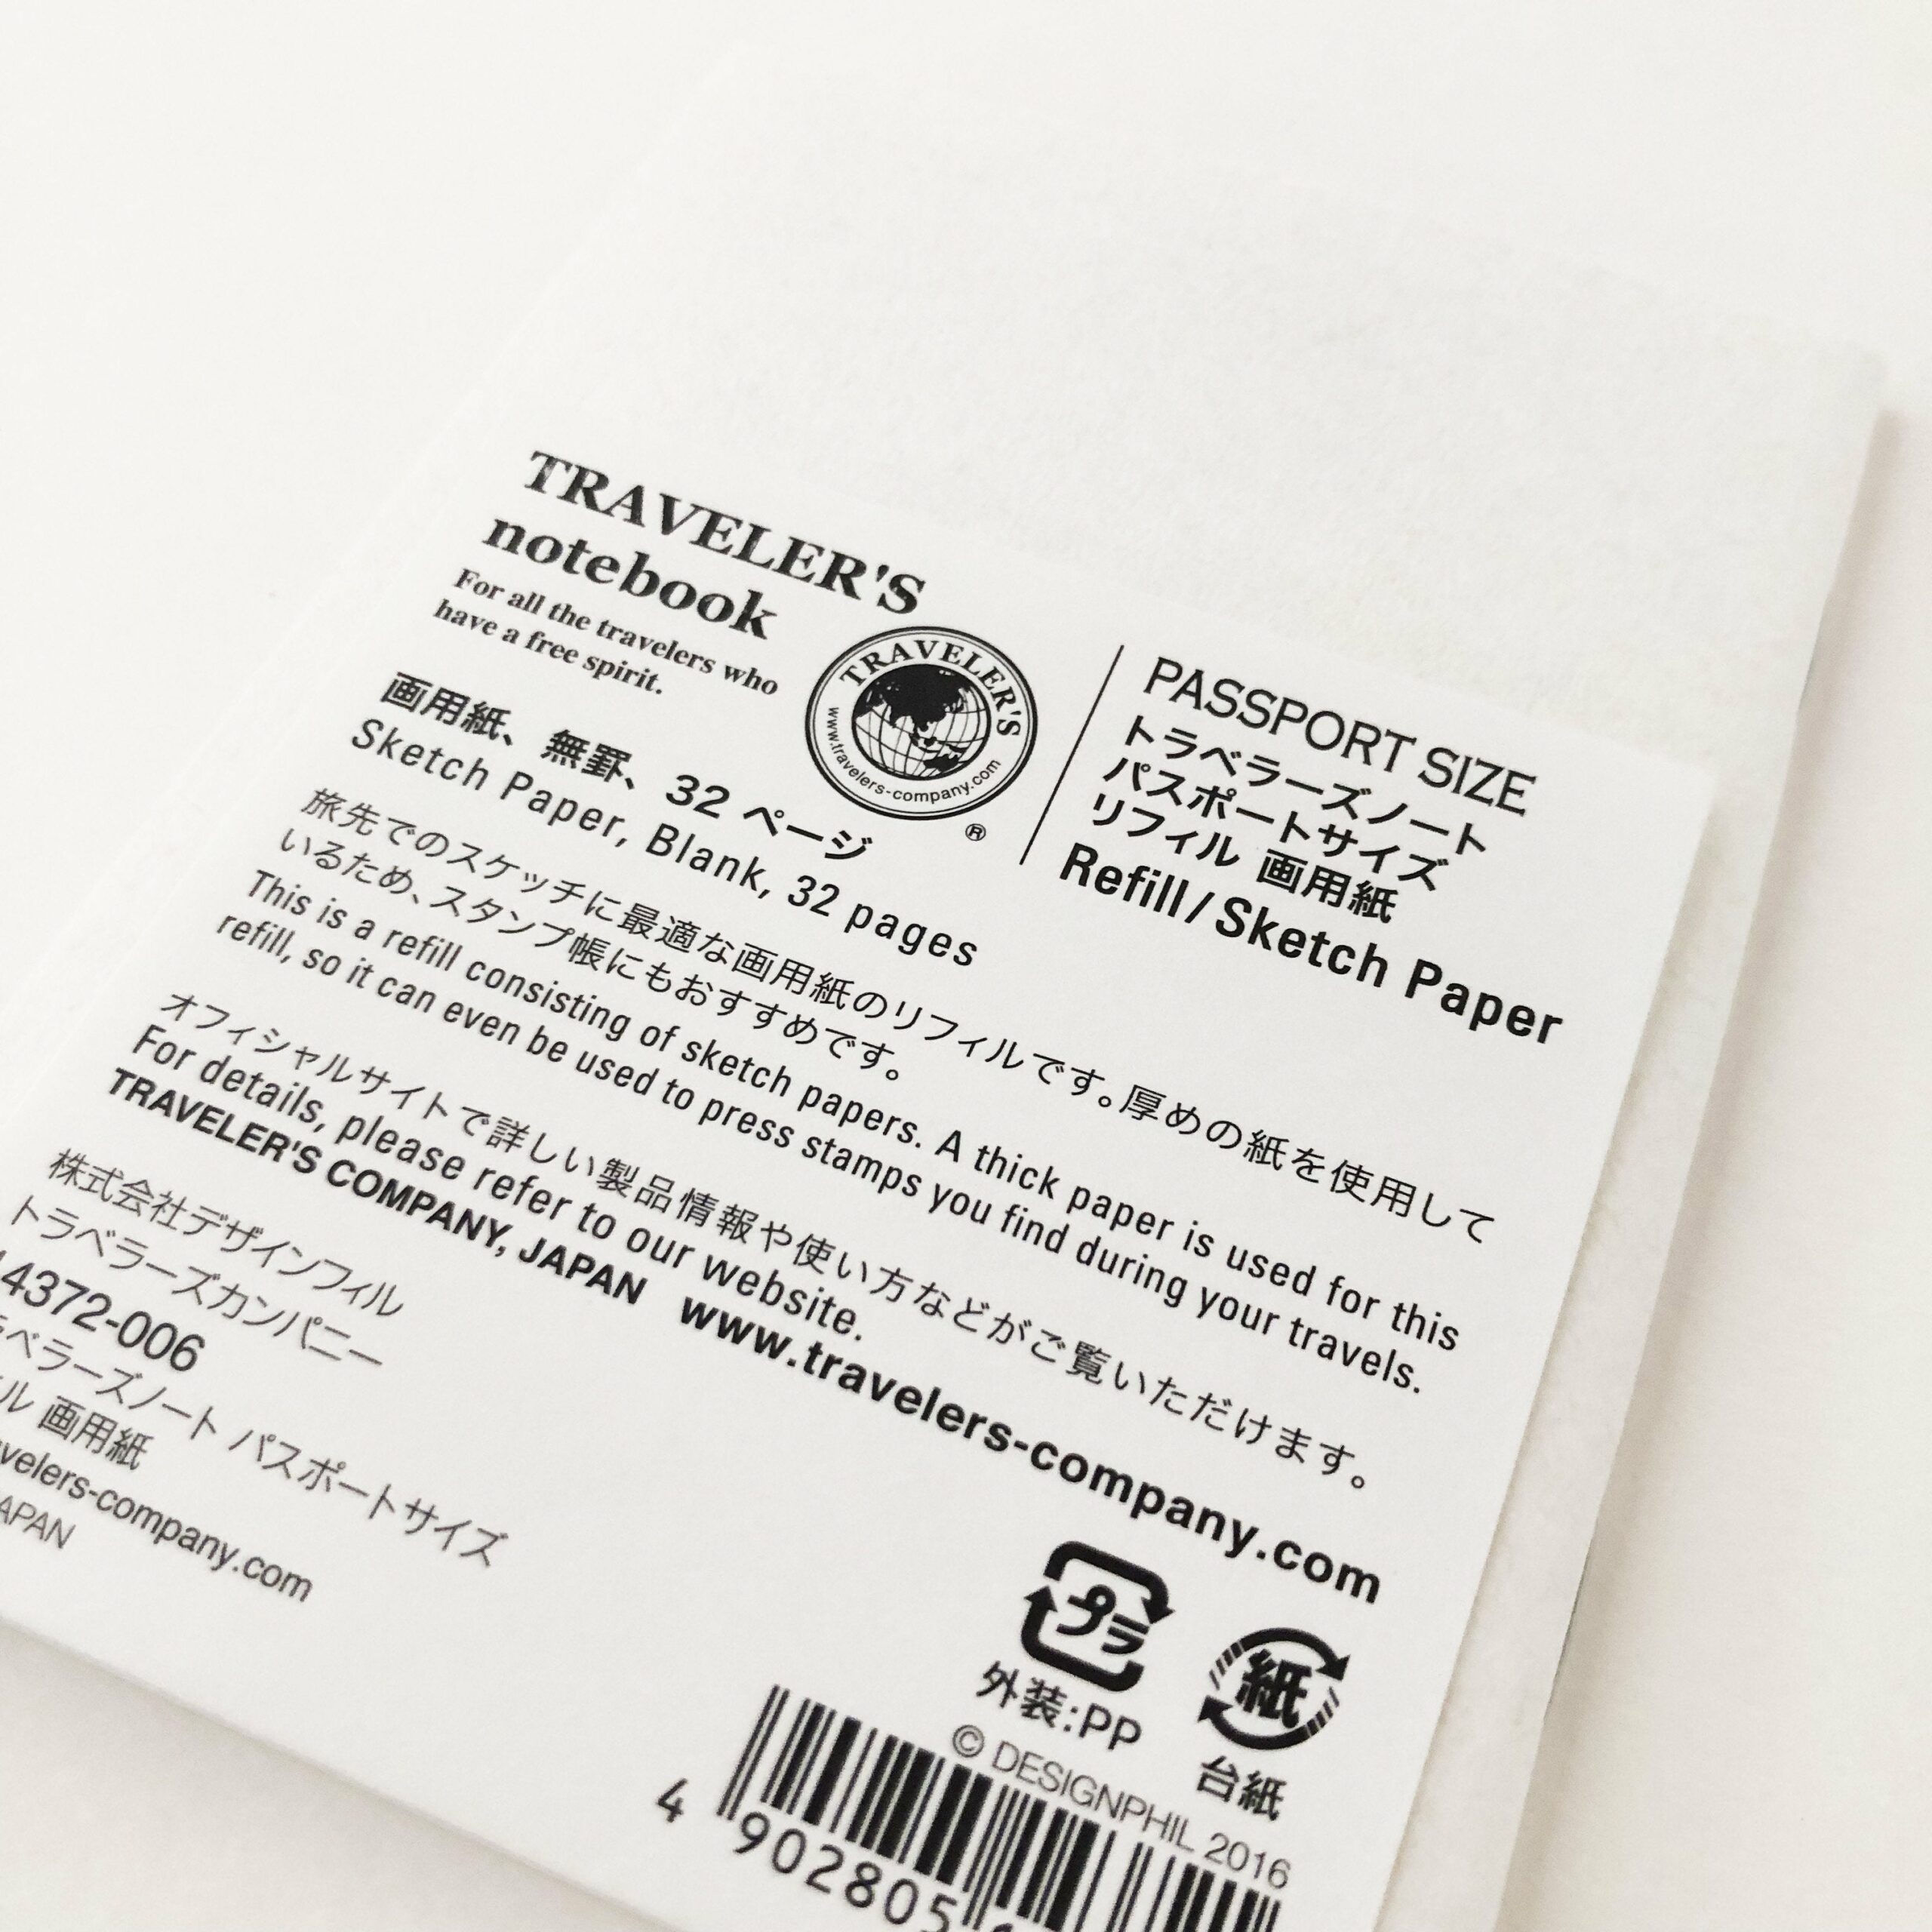 TRAVELER'S
notebook
For all the travelers who
have a free spirit.
TRAVELER'S
www.travelers-company.com
®
PASSPORT SIZE
トラベラーズノート
パスポートサイズ
リフィル 画用紙
Refill / Sketch Paper
画用紙、無罫、32 ページ
Sketch Paper, Blank, 32 pages
旅先でのスケッチに最適な画用紙のリフィルです。厚めの紙を使用して
いるため、スタンプ帳にもおすすめです。
This is a refill consisting of sketch papers. A thick paper is used for this
refill, so it can even be used to press stamps you find during your travels.
オフィシャルサイトで詳しい製品情報や使い方などがご覧いただけます。
For details, please refer to our website.
TRAVELER'S COMPANY, JAPAN www.travelers-company.com
株式会社デザインフィル
トラベラーズカンパニー
14372-006
ラベラーズノート パスポートサイズ
ィル 画用紙
velers-company.com
JAPAN
プラ
外装:PP
紙
台紙
© DESIGNPHIL 2016
4 902805